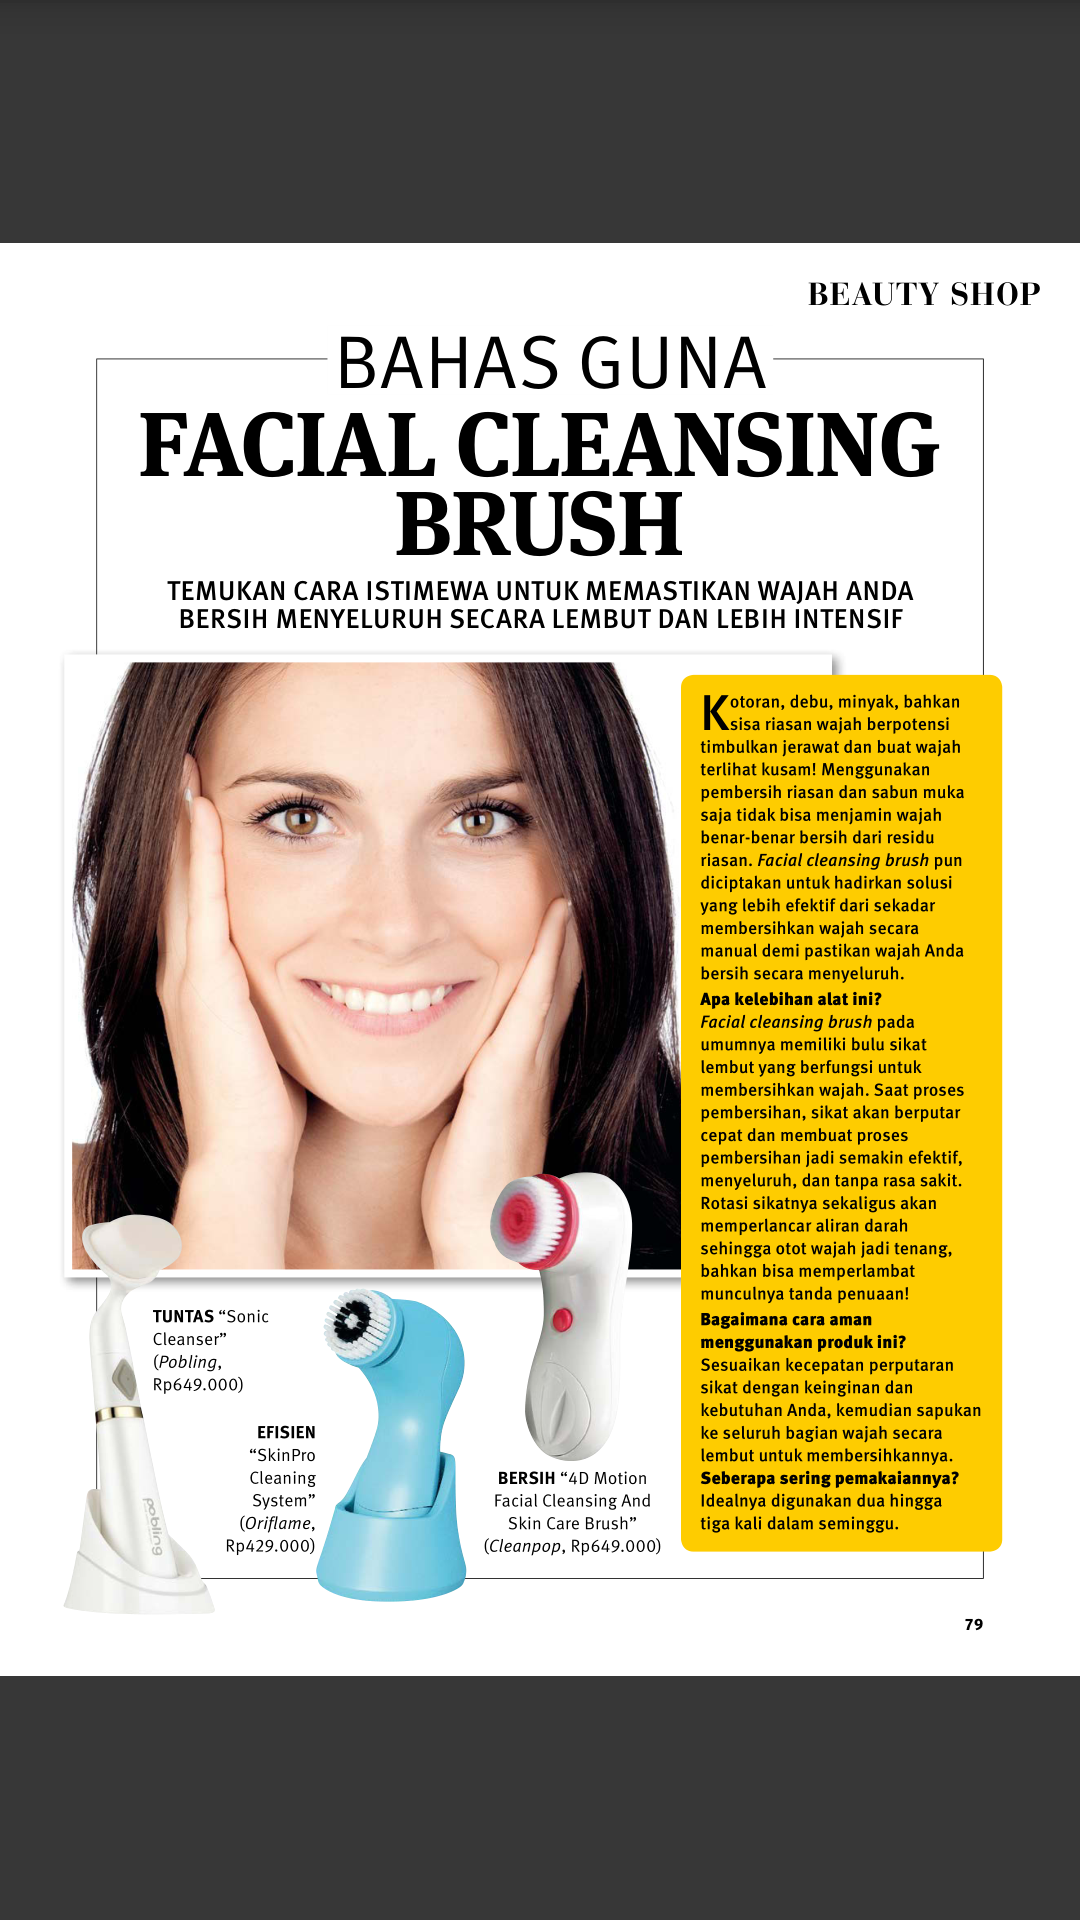 BEAUTY SHOP
BAHAS GUNA
FACIAL CLEANSING
BRUSH
TEMUKAN CARA ISTIMEWA UNTUK MEMASTIKAN WAJAH ANDA
BERSIH MENYELURUH SECARA LEMBUT DAN LEBIH INTENSIF
Kotoran, debu, minyak, bahkan
sisa riasan wajah berpotensi
timbulkan jerawat dan buat wajah
terlihat kusam! Menggunakan
pembersih riasan dan sabun muka
saja tidak bisa menjamin wajah
benar-benar bersih dari residu
riasan. Facial cleansing brush pun
diciptakan untuk hadirkan solusi
yang lebih efektif dari sekadar
membersihkan wajah secara
manual demi pastikan wajah Anda
bersih secara menyeluruh.
Apa kelebihan alat ini?
Facial cleansing brush pada
umumnya memiliki bulu sikat
lembut yang berfungsi untuk
membersihkan wajah. Saat proses
pembersihan, sikat akan berputar
cepat dan membuat proses
pembersihan jadi semakin efektif,
menyeluruh, dan tanpa rasa sakit.
Rotasi sikatnya sekaligus akan
memperlancar aliran darah
sehingga otot wajah jadi tenang,
bahkan bisa memperlambat
munculnya tanda penuaan!
Bagaimana cara aman
menggunakan produk ini?
Sesuaikan kecepatan perputaran
sikat dengan keinginan dan
kebutuhan Anda, kemudian sapukan
ke seluruh bagian wajah secara
lembut untuk membersihkannya.
Seberapa sering pemakaiannya?
Idealnya digunakan dua hingga
tiga kali dalam seminggu.
TUNTAS “Sonic
Cleanser”
(Pobling,
Rp649.000)
pobling
EFISIEN
“SkinPro
Cleaning
System”
(Oriflame,
Rp429.000)
BERSIH “4D Motion
Facial Cleansing And
Skin Care Brush”
(Cleanpop, Rp649.000)
79